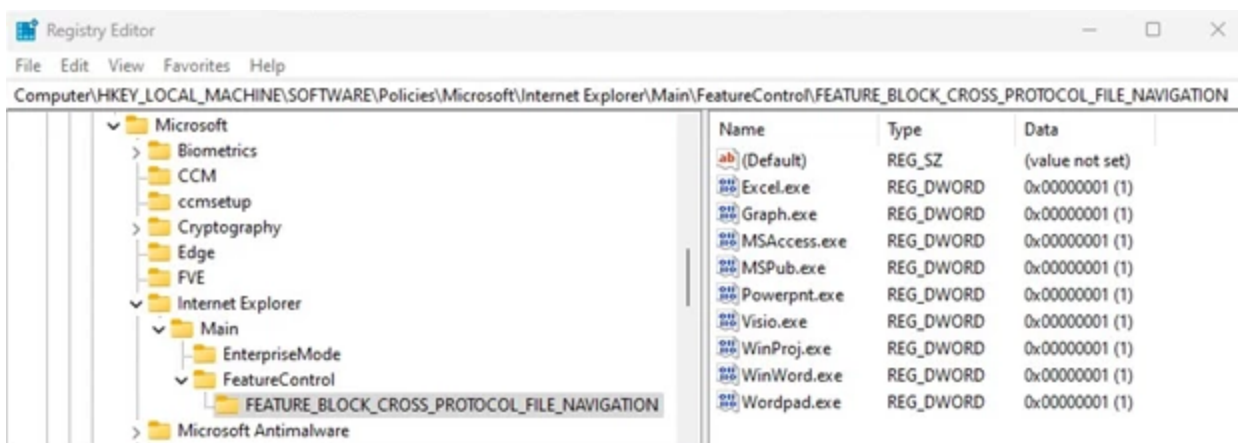 Registry Editor
File Edit View Favorites Help
Computer\HKEY_LOCAL_MACHINE\SOFTWARE\Policies\Microsoft\Internet Explorer\Main\FeatureControl\FEATURE_BLOCK_CROSS_PROTOCOL_FILE_NAVIGATION
Microsoft
Biometrics
CCM
ccmsetup
Cryptography
Edge
FVE
Internet Explorer
Main
EnterpriseMode
FeatureControl
FEATURE_BLOCK_CROSS_PROTOCOL_FILE_NAVIGATION
Microsoft Antimalware
Name Type Data
ab (Default) REG_SZ (value not set)
Excel.exe REG_DWORD 0x00000001 (1)
Graph.exe REG_DWORD 0x00000001 (1)
MSAccess.exe REG_DWORD 0x00000001 (1)
MSPub.exe REG_DWORD 0x00000001 (1)
Powerpnt.exe REG_DWORD 0x00000001 (1)
Visio.exe REG_DWORD 0x00000001 (1)
WinProj.exe REG_DWORD 0x00000001 (1)
WinWord.exe REG_DWORD 0x00000001 (1)
Wordpad.exe REG_DWORD 0x00000001 (1)